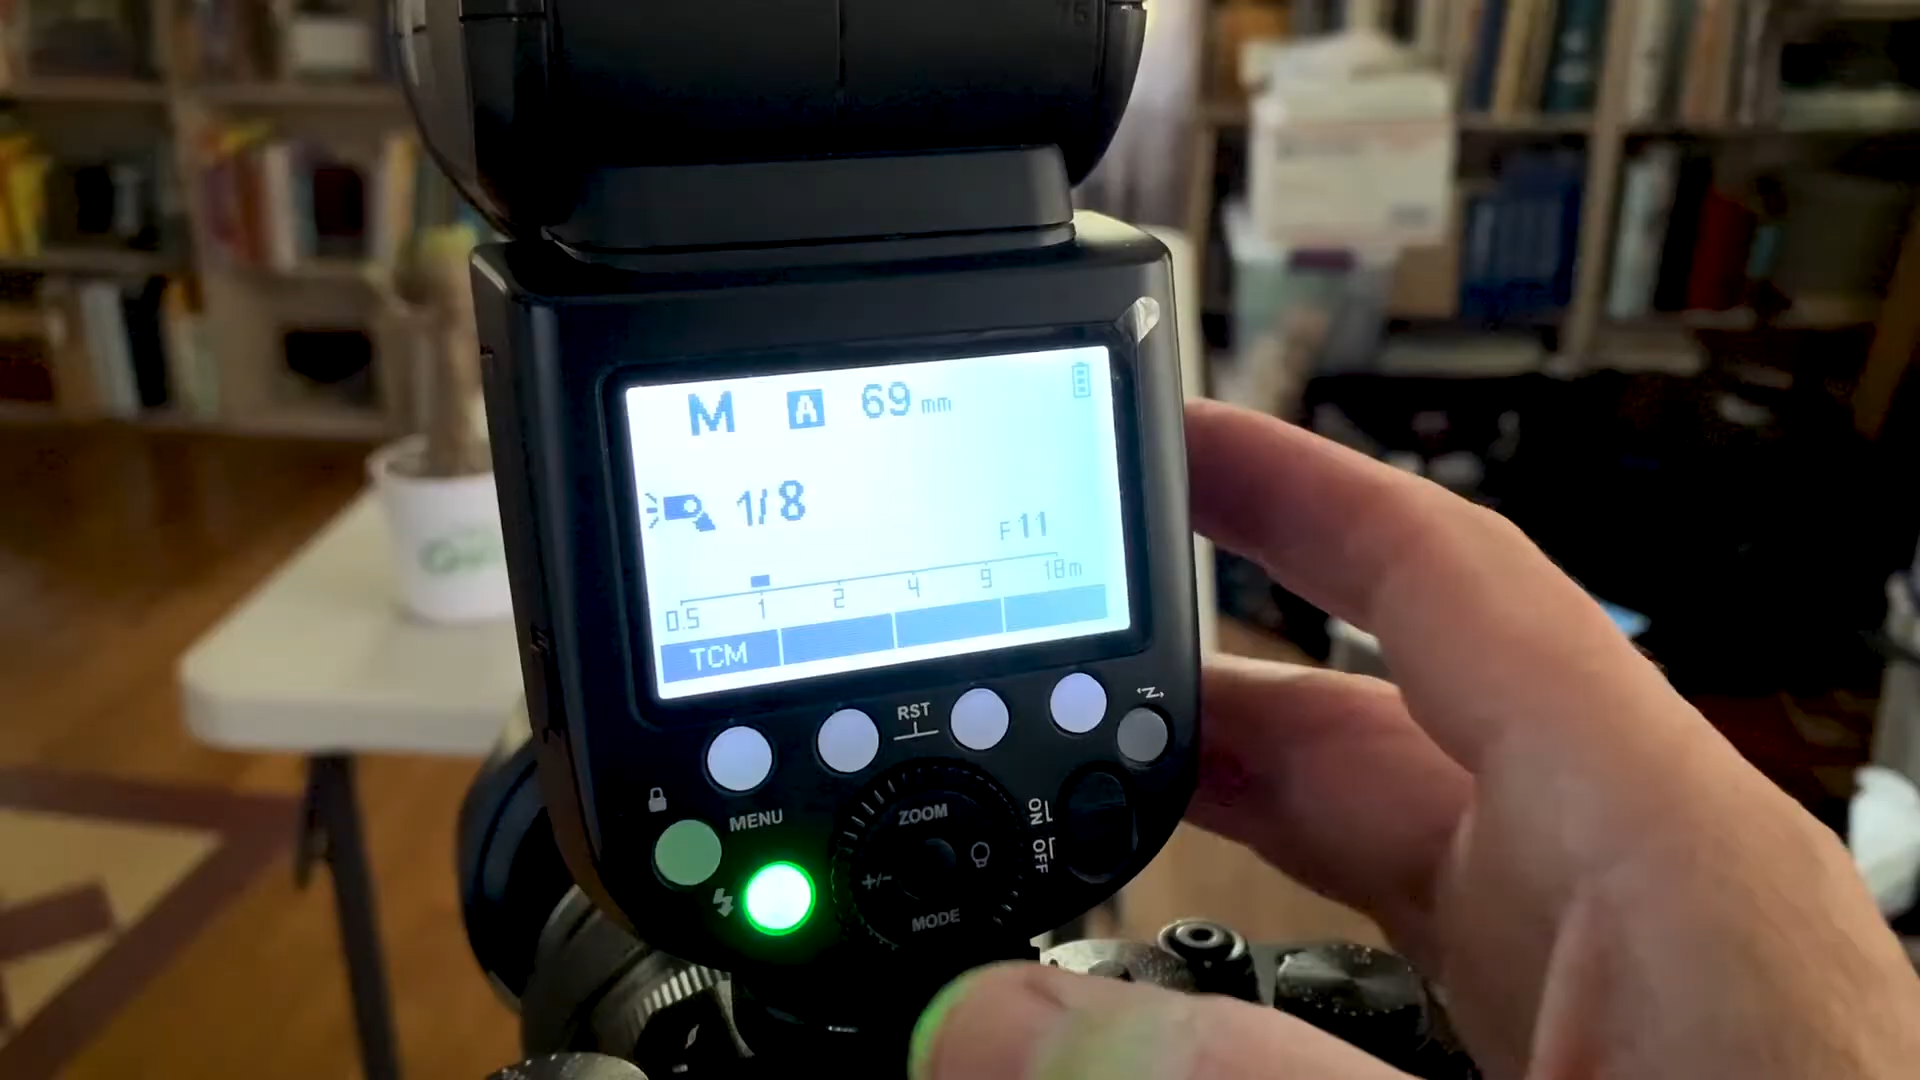 M A 69 mm
1/8
F 11
0.5 1 2 4 9 18m
TCM
RST
MENU
ZOOM
ON
OFF
+/-
MODE